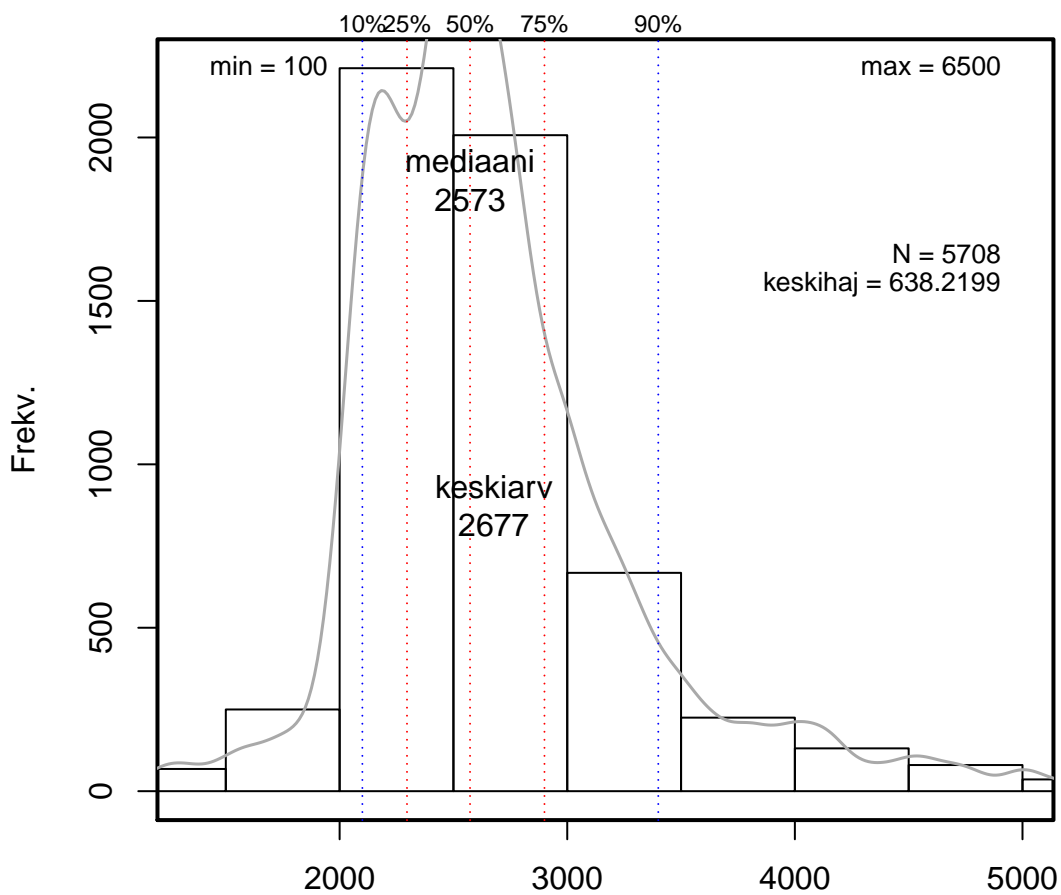 10% 25% 50% 75% 90%
min = 100
max = 6500
mediaani
2573
N = 5708
keskihaj = 638.2199
keskiarv
2677
Frekv.
2000
1500
1000
500
0
2000 3000 4000 5000